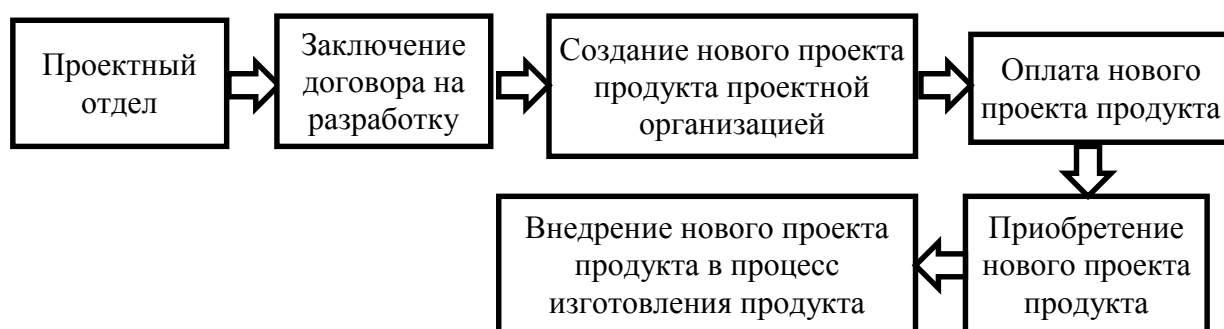 Проектный
отдел
Заключение
договора на
разработку
Создание нового проекта
продукта проектной
организацией
Оплата нового
проекта продукта
Приобретение
нового проекта
продукта
Внедрение нового проекта
продукта в процесс
изготовления продукта